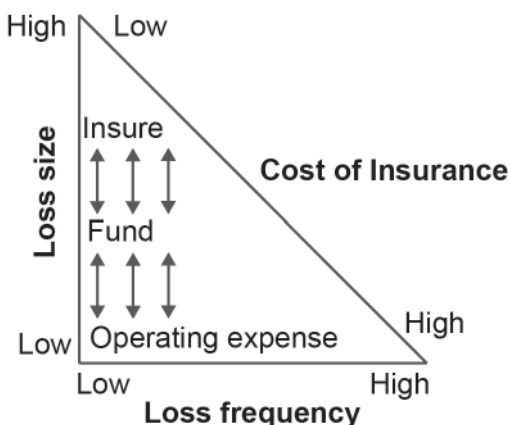 High Low
Insure
Loss size
Cost of Insurance
Fund
High
Low Operating expense
Low High
Loss frequency